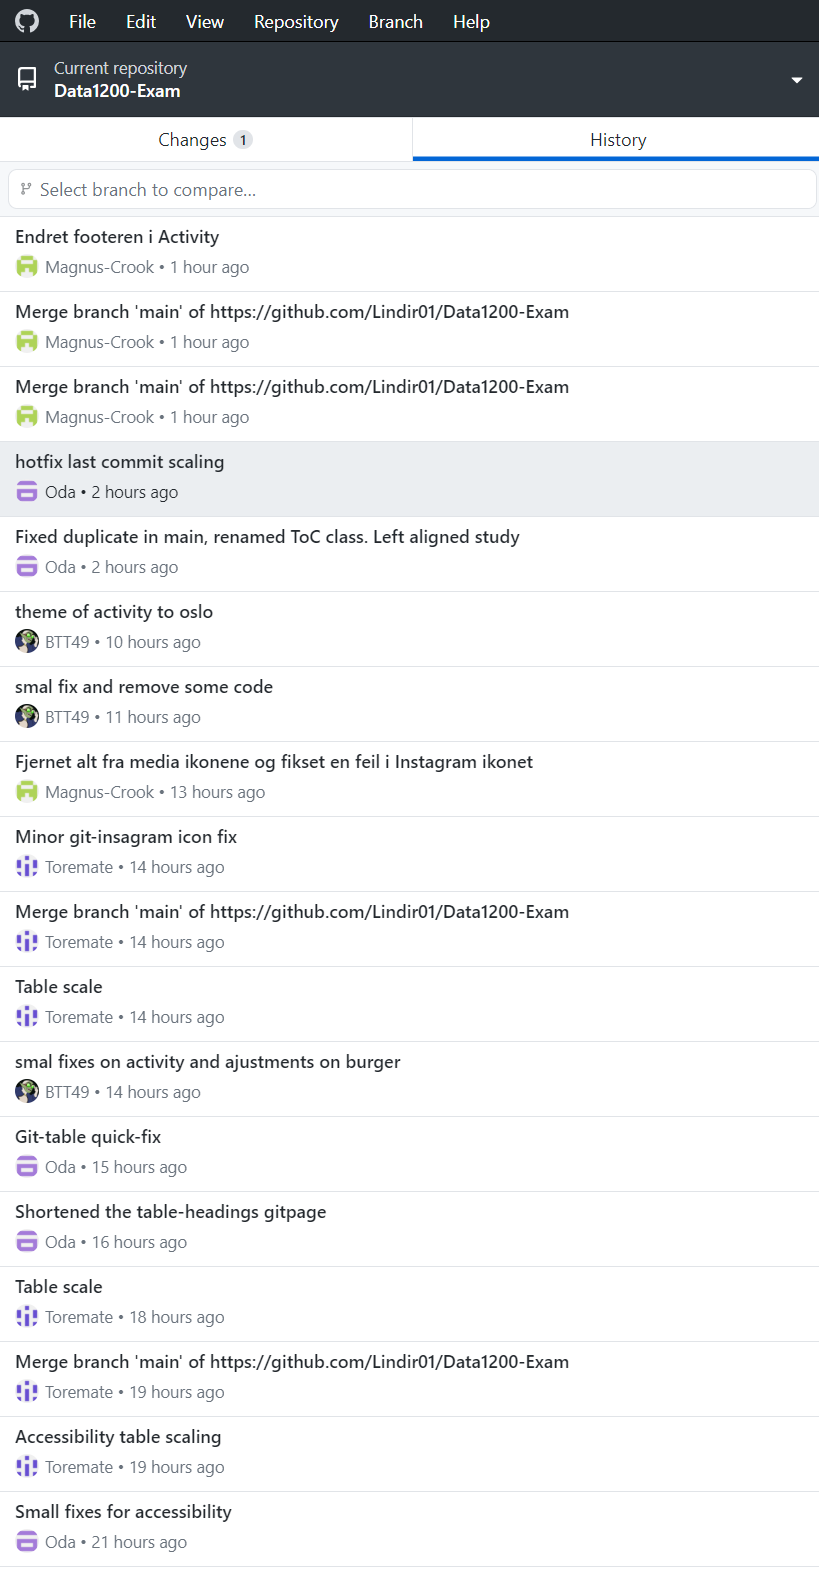 File Edit View Repository Branch Help
Current repository
Data1200-Exam
Changes 1 History
Select branch to compare...
Endret footeren i Activity
Magnus-Crook • 1 hour ago
Merge branch 'main' of https://github.com/Lindir01/Data1200-Exam
Magnus-Crook • 1 hour ago
Merge branch 'main' of https://github.com/Lindir01/Data1200-Exam
Magnus-Crook • 1 hour ago
hotfix last commit scaling
Oda • 2 hours ago
Fixed duplicate in main, renamed ToC class. Left aligned study
Oda • 2 hours ago
theme of activity to oslo
BTT49 • 10 hours ago
smal fix and remove some code
BTT49 • 11 hours ago
Fjernet alt fra media ikonene og fikset en feil i Instagram ikonet
Magnus-Crook • 13 hours ago
Minor git-insagram icon fix
Toremate • 14 hours ago
Merge branch 'main' of https://github.com/Lindir01/Data1200-Exam
Toremate • 14 hours ago
Table scale
Toremate • 14 hours ago
smal fixes on activity and ajustments on burger
BTT49 • 14 hours ago
Git-table quick-fix
Oda • 15 hours ago
Shortened the table-headings gitpage
Oda • 16 hours ago
Table scale
Toremate • 18 hours ago
Merge branch 'main' of https://github.com/Lindir01/Data1200-Exam
Toremate • 19 hours ago
Accessibility table scaling
Toremate • 19 hours ago
Small fixes for accessibility
Oda • 21 hours ago